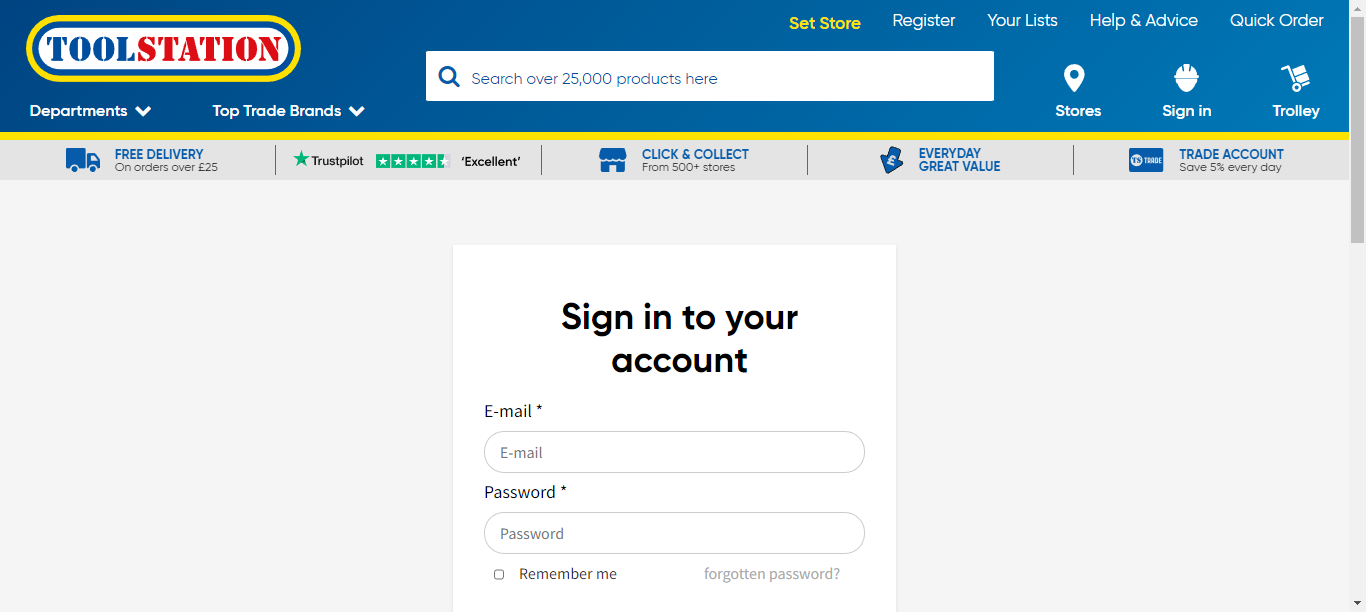 Set Store Register Your Lists Help & Advice Quick Order
TOOLSTATION
Search over 25,000 products here
Departments Top Trade Brands Stores Sign in Trolley
FREE DELIVERY
On orders over £25
Trustpilot 'Excellent'
CLICK & COLLECT
From 500+ stores
EVERYDAY
GREAT VALUE
TS TRADE
TRADE ACCOUNT
Save 5% every day
Sign in to your
account
E-mail *
E-mail
Password *
Password
Remember me forgotten password?